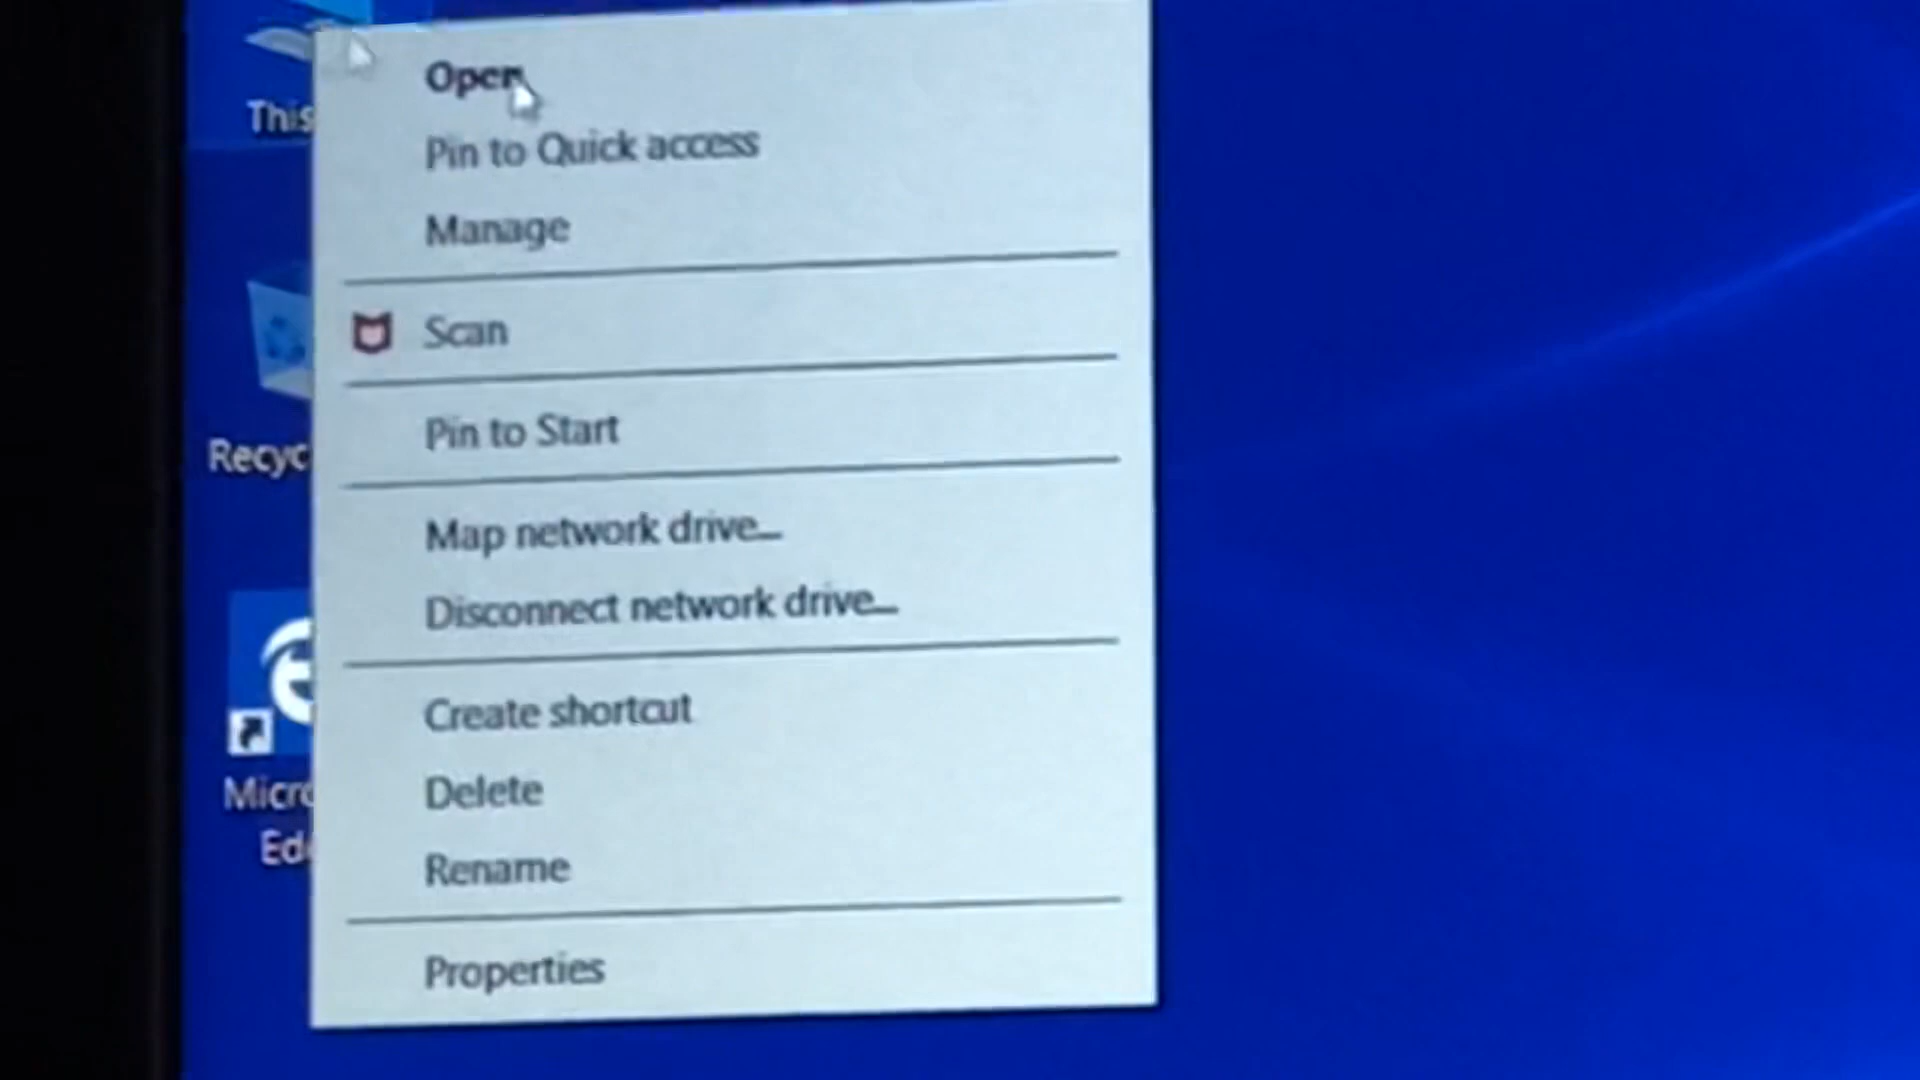 This
Open
Pin to Quick access
Manage
Scan
Pin to Start
Map network drive...
Disconnect network drive...
Create shortcut
Delete
Rename
Properties
Recyc
Micro
Ed